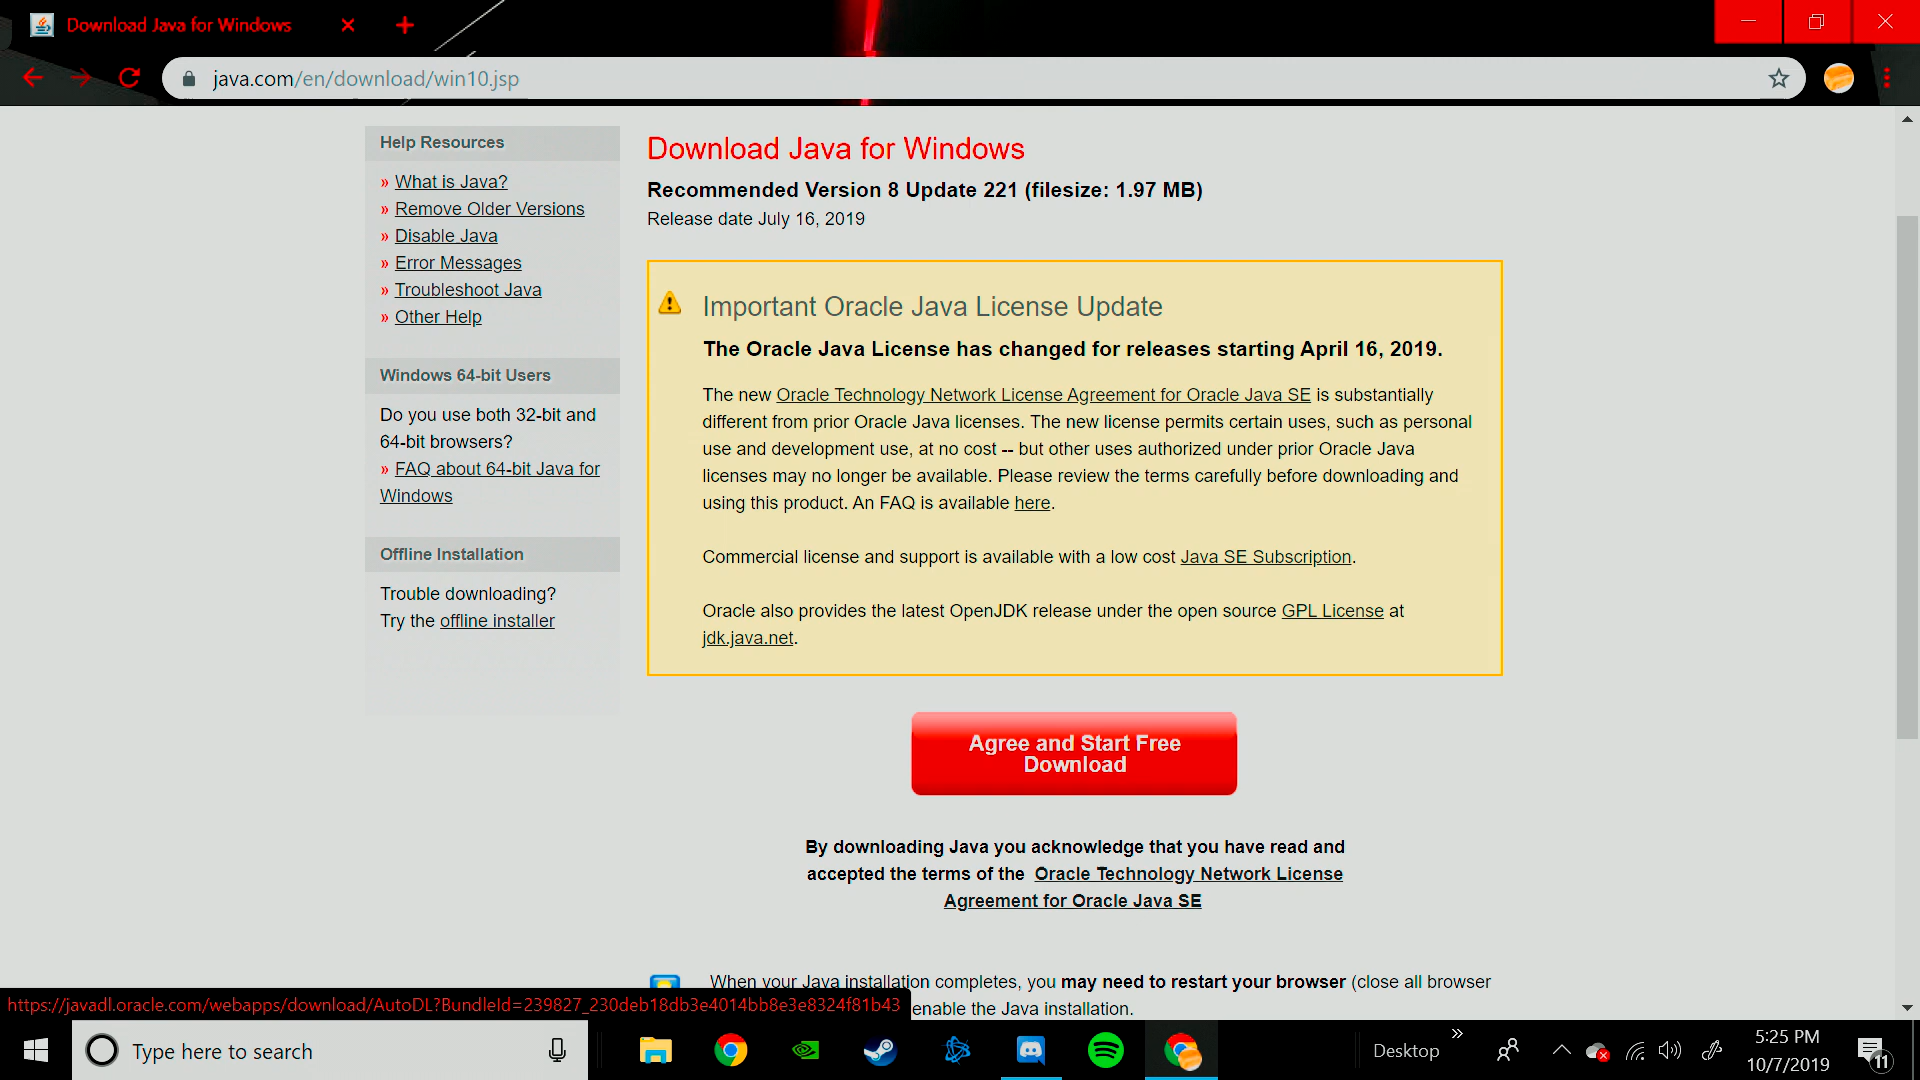 Download Java for Windows
java.com/en/download/win10.jsp
Help Resources
» What is Java?
» Remove Older Versions
» Disable Java
» Error Messages
» Troubleshoot Java
» Other Help
Windows 64-bit Users
Do you use both 32-bit and
64-bit browsers?
» FAQ about 64-bit Java for
Windows
Offline Installation
Trouble downloading?
Try the offline installer
Download Java for Windows
Recommended Version 8 Update 221 (filesize: 1.97 MB)
Release date July 16, 2019
Important Oracle Java License Update
The Oracle Java License has changed for releases starting April 16, 2019.
The new Oracle Technology Network License Agreement for Oracle Java SE is substantially
different from prior Oracle Java licenses. The new license permits certain uses, such as personal
use and development use, at no cost -- but other uses authorized under prior Oracle Java
licenses may no longer be available. Please review the terms carefully before downloading and
using this product. An FAQ is available here.
Commercial license and support is available with a low cost Java SE Subscription.
Oracle also provides the latest OpenJDK release under the open source GPL License at
jdk.java.net.
Agree and Start Free
Download
By downloading Java you acknowledge that you have read and
accepted the terms of the Oracle Technology Network License
Agreement for Oracle Java SE
When your Java installation completes, you may need to restart your browser (close all browser
enable the Java installation.
https://javadl.oracle.com/webapps/download/AutoDL?BundleId=239827_230deb18db3e4014bb8e3e8324f81b43
Type here to search
Desktop
5:25 PM
10/7/2019
11